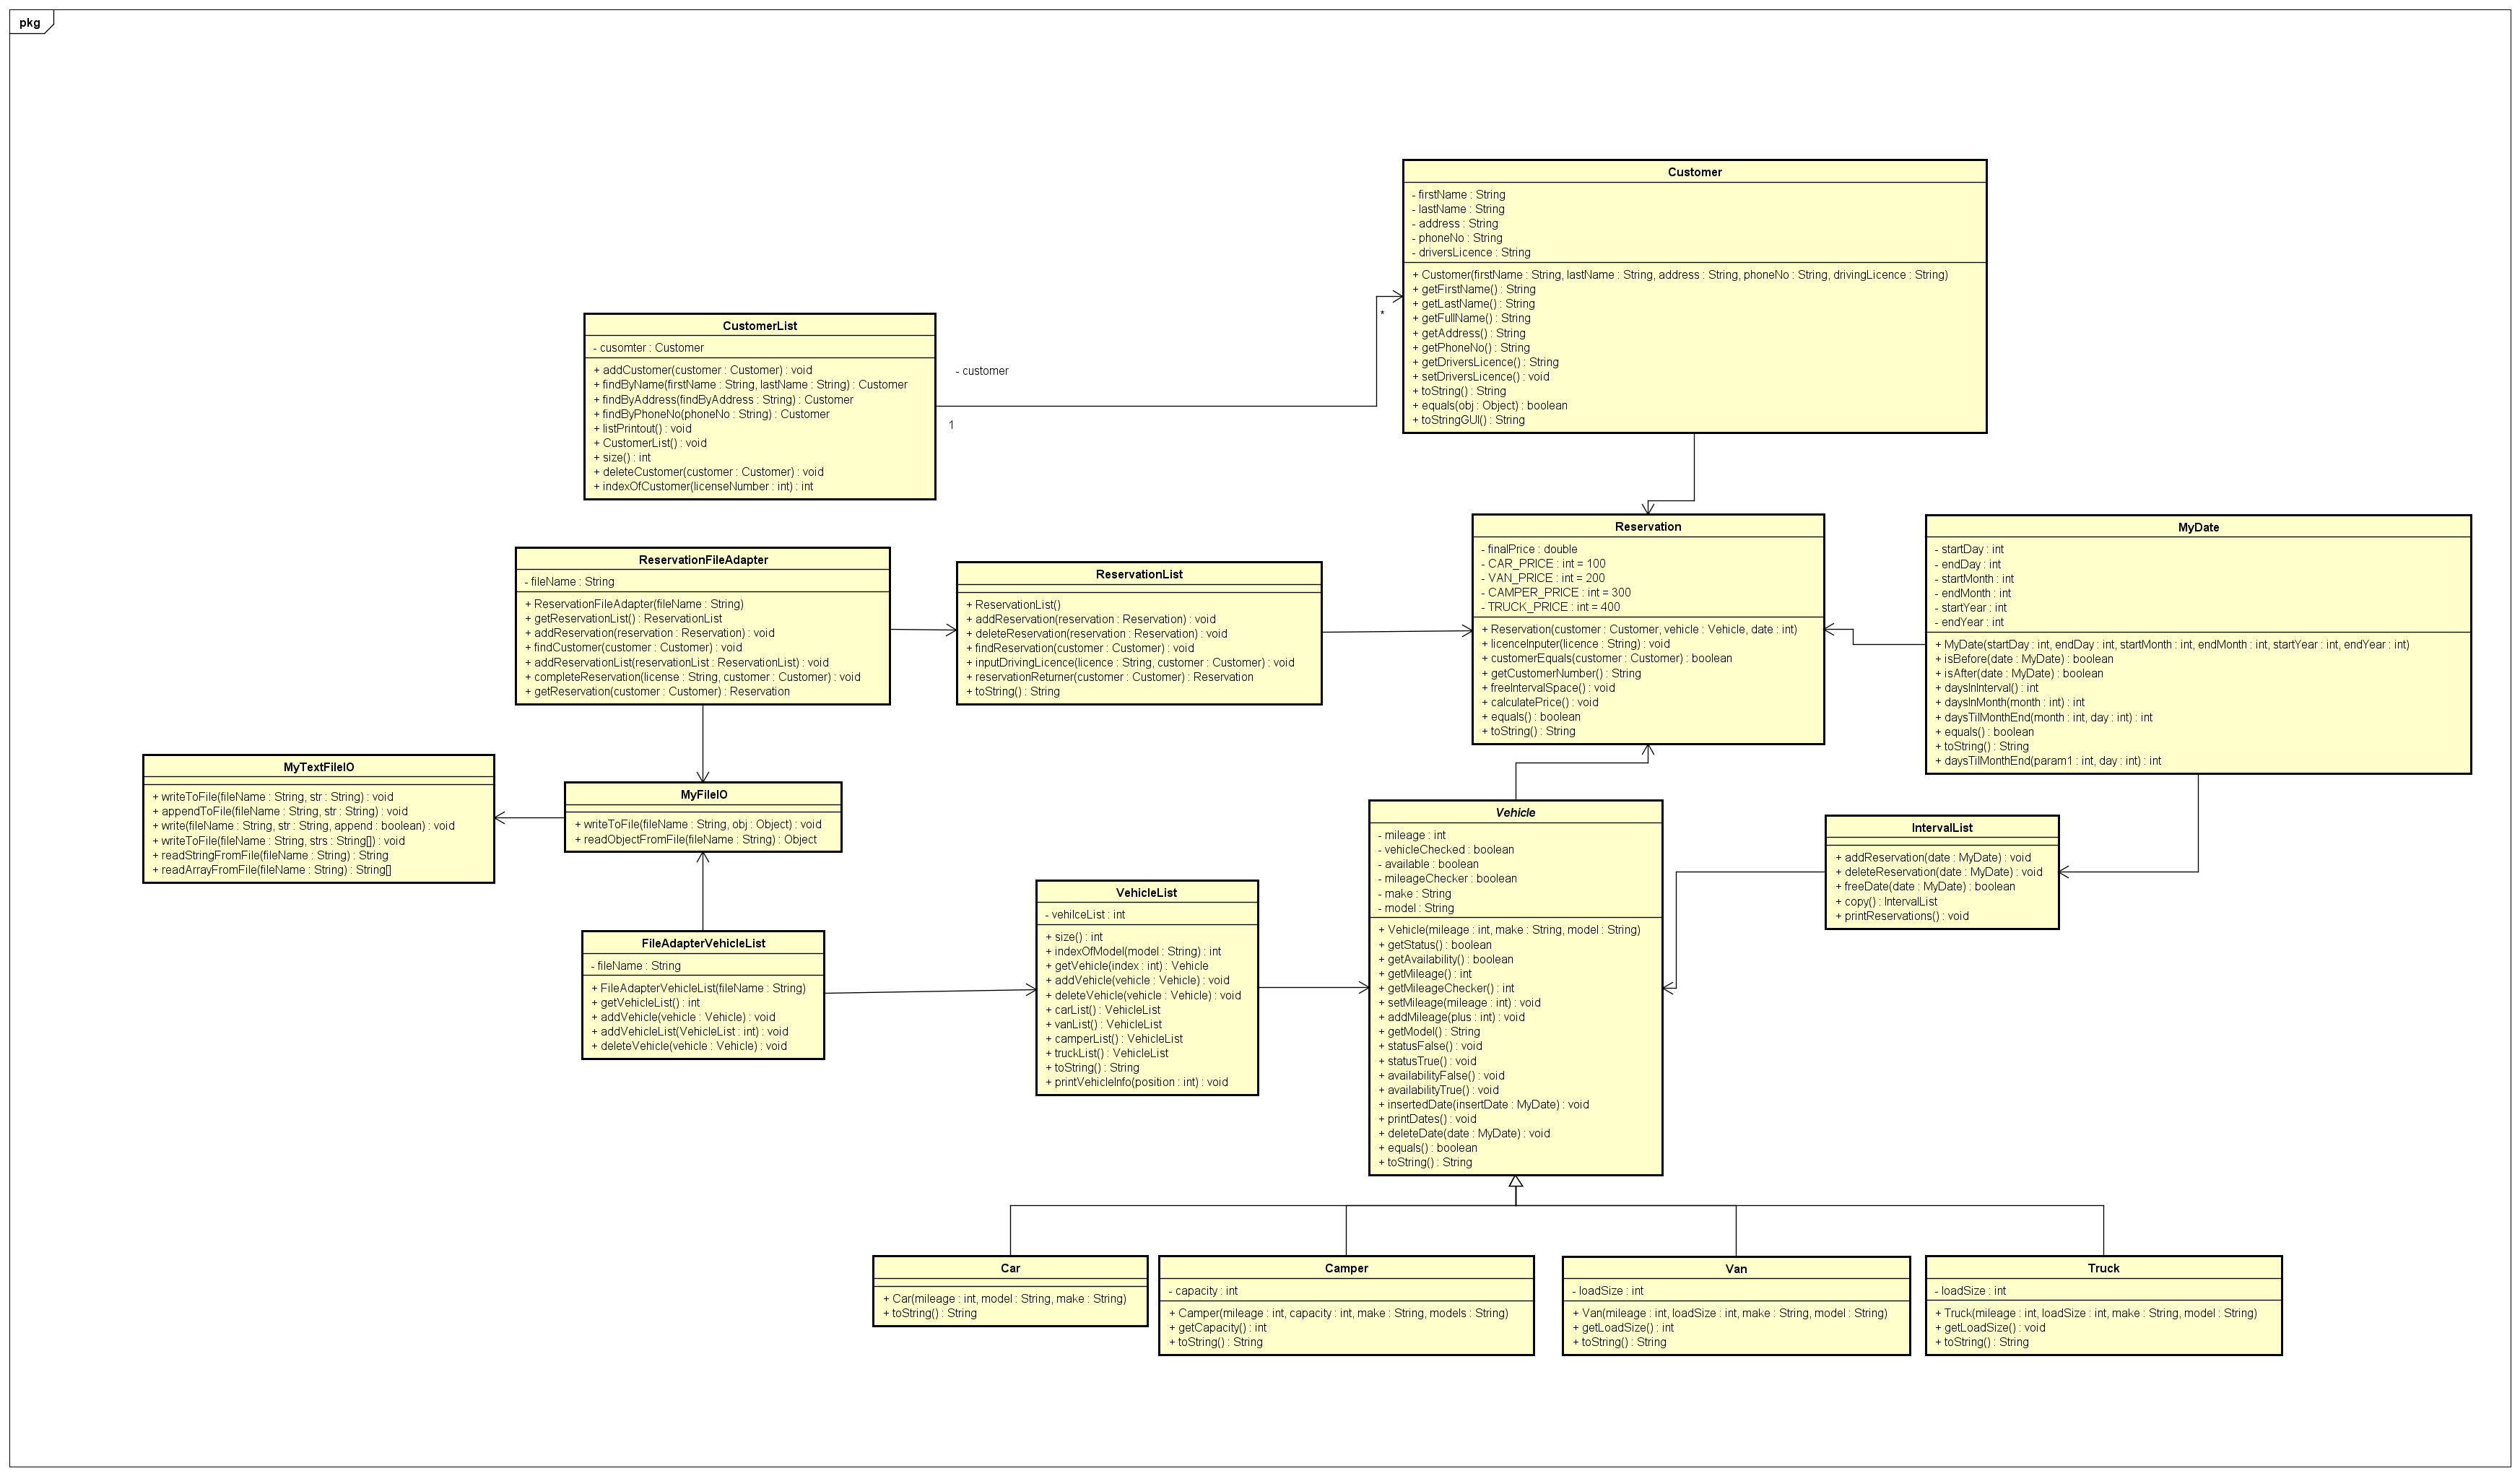 pkg
Customer
- firstName : String
- lastName : String
- address : String
- phoneNo : String
- driversLicence : String
+ Customer(firstName : String, lastName : String, address : String, phoneNo : String, drivingLicence : String)
+ getFirstName() : String
+ getLastName() : String
+ getFullName() : String
+ getAddress() : String
+ getPhoneNo() : String
+ getDriversLicence() : String
+ setDriversLicence() : void
+ toString() : String
+ equals(obj : Object) : boolean
+ toStringGUI() : String
CustomerList
- cusomter : Customer
+ addCustomer(customer : Customer) : void
+ findByName(firstName : String, lastName : String) : Customer
+ findByAddress(findByAddress : String) : Customer
+ findByPhoneNo(phoneNo : String) : Customer
+ listPrintout() : void
+ CustomerList() : void
+ size() : int
+ deleteCustomer(customer : Customer) : void
+ indexOfCustomer(licenseNumber : int) : int
- customer
1
*
ReservationFileAdapter
- fileName : String
+ ReservationFileAdapter(fileName : String)
+ getReservationList() : ReservationList
+ addReservation(reservation : Reservation) : void
+ findCustomer(customer : Customer) : void
+ addReservationList(reservationList : ReservationList) : void
+ completeReservation(license : String, customer : Customer) : void
+ getReservation(customer : Customer) : Reservation
ReservationList
+ ReservationList()
+ addReservation(reservation : Reservation) : void
+ deleteReservation(reservation : Reservation) : void
+ findReservation(customer : Customer) : void
+ inputDrivingLicence(licence : String, customer : Customer) : void
+ reservationReturner(customer : Customer) : Reservation
+ toString() : String
Reservation
- finalPrice : double
- CAR_PRICE : int = 100
- VAN_PRICE : int = 200
- CAMPER_PRICE : int = 300
- TRUCK_PRICE : int = 400
+ Reservation(customer : Customer, vehicle : Vehicle, date : int)
+ licenceInputer(licence : String) : void
+ customerEquals(customer : Customer) : boolean
+ getCustomerNumber() : String
+ freeIntervalSpace() : void
+ calculatePrice() : void
+ equals() : boolean
+ toString() : String
MyDate
- startDay : int
- endDay : int
- startMonth : int
- endMonth : int
- startYear : int
- endYear : int
+ MyDate(startDay : int, endDay : int, startMonth : int, endMonth : int, startYear : int, endYear : int)
+ isBefore(date : MyDate) : boolean
+ isAfter(date : MyDate) : boolean
+ daysInInterval() : int
+ daysInMonth(month : int) : int
+ daysTilMonthEnd(month : int, day : int) : int
+ equals() : boolean
+ toString() : String
+ daysTilMonthEnd(param1 : int, day : int) : int
MyTextFileIO
+ writeToFile(fileName : String, str : String) : void
+ appendToFile(fileName : String, str : String) : void
+ write(fileName : String, str : String, append : boolean) : void
+ writeToFile(fileName : String, strs : String[]) : void
+ readStringFromFile(fileName : String) : String
+ readArrayFromFile(fileName : String) : String[]
MyFileIO
+ writeToFile(fileName : String, obj : Object) : void
+ readObjectFromFile(fileName : String) : Object
Vehicle
- mileage : int
- vehicleChecked : boolean
- available : boolean
- mileageChecker : boolean
- make : String
- model : String
+ Vehicle(mileage : int, make : String, model : String)
+ getStatus() : boolean
+ getAvailability() : boolean
+ getMileage() : int
+ getMileageChecker() : int
+ setMileage(mileage : int) : void
+ addMileage(plus : int) : void
+ getModel() : String
+ statusFalse() : void
+ statusTrue() : void
+ availabilityFalse() : void
+ availabilityTrue() : void
+ insertedDate(insertDate : MyDate) : void
+ printDates() : void
+ deleteDate(date : MyDate) : void
+ equals() : boolean
+ toString() : String
IntervalList
+ addReservation(date : MyDate) : void
+ deleteReservation(date : MyDate) : void
+ freeDate(date : MyDate) : boolean
+ copy() : IntervalList
+ printReservations() : void
FileAdapterVehicleList
- fileName : String
+ FileAdapterVehicleList(fileName : String)
+ getVehicleList() : int
+ addVehicle(vehicle : Vehicle) : void
+ addVehicleList(VehicleList : int) : void
+ deleteVehicle(vehicle : Vehicle) : void
VehicleList
- vehilceList : int
+ size() : int
+ indexOfModel(model : String) : int
+ getVehicle(index : int) : Vehicle
+ addVehicle(vehicle : Vehicle) : void
+ deleteVehicle(vehicle : Vehicle) : void
+ carList() : VehicleList
+ vanList() : VehicleList
+ camperList() : VehicleList
+ truckList() : VehicleList
+ toString() : String
+ printVehicleInfo(position : int) : void
Car
+ Car(mileage : int, model : String, make : String)
+ toString() : String
Camper
- capacity : int
+ Camper(mileage : int, capacity : int, make : String, models : String)
+ getCapacity() : int
+ toString() : String
Van
- loadSize : int
+ Van(mileage : int, loadSize : int, make : String, model : String)
+ getLoadSize() : int
+ toString() : String
Truck
- loadSize : int
+ Truck(mileage : int, loadSize : int, make : String, model : String)
+ getLoadSize() : void
+ toString() : String